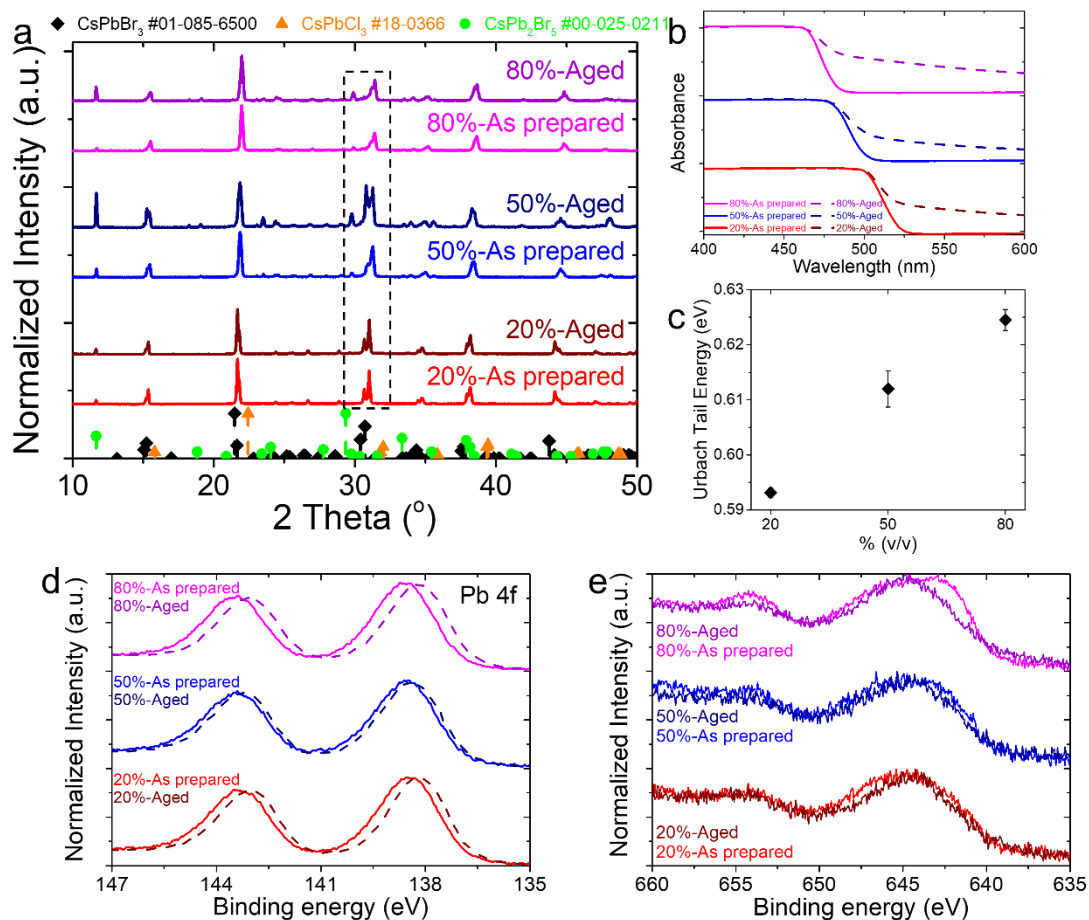 CsPbBr3 #01-085-6500 CsPbCl3 #18-0366 CsPb2Br5 #00-025-0211
a
Normalized Intensity (a.u.)
80%-Aged
80%-As prepared
50%-Aged
50%-As prepared
20%-Aged
20%-As prepared
10 20 30 40 50
2 Theta (°)
b
Absorbance
80%-As prepared 80%-Aged
50%-As prepared 50%-Aged
20%-As prepared 20%-Aged
400 450 500 550 600
Wavelength (nm)
c
Urbach Tail Energy (eV)
0.63
0.62
0.61
0.60
0.59
20 50 80
% (v/v)
d
Normalized Intensity (a.u.)
80%-As prepared
80%-Aged
Pb 4f
50%-As prepared
50%-Aged
20%-As prepared
20%-Aged
147 144 141 138 135
Binding energy (eV)
e
Normalized Intensity (a.u.)
80%-Aged
80%-As prepared
50%-Aged
50%-As prepared
20%-Aged
20%-As prepared
660 655 650 645 640 635
Binding energy (eV)